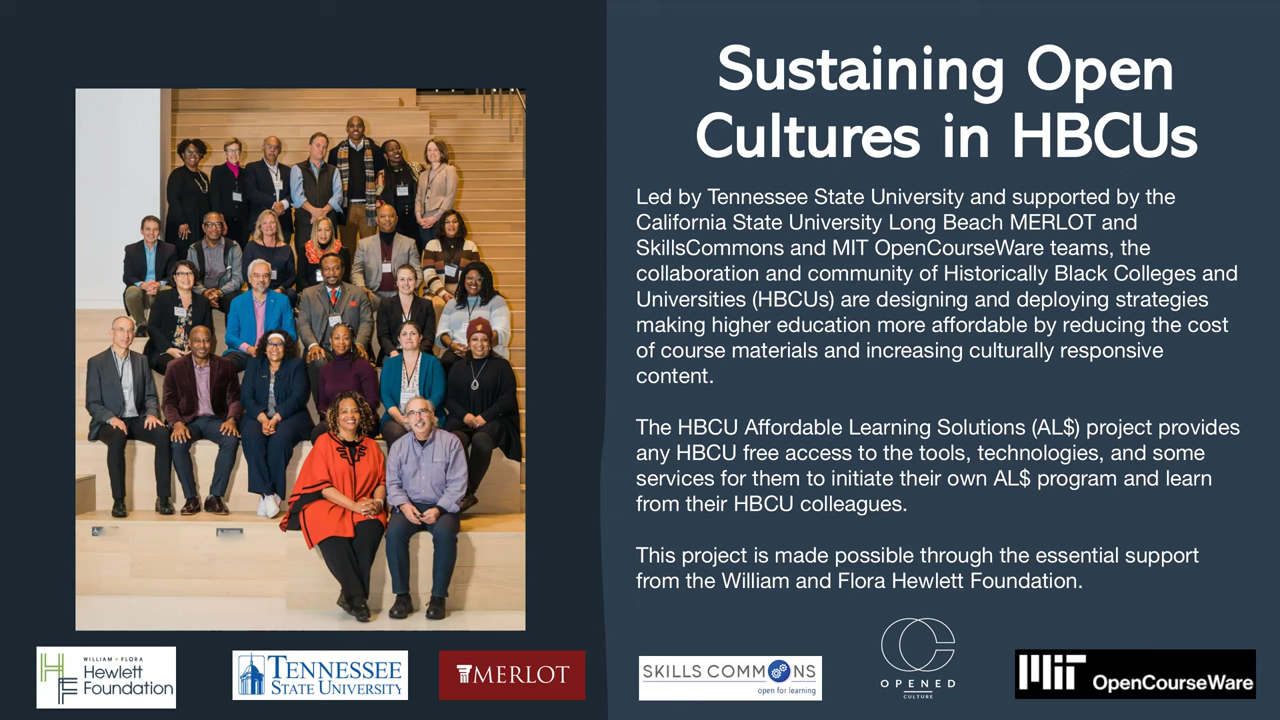 Sustaining Open
Cultures in HBCUs
Led by Tennessee State University and supported by the
California State University Long Beach MERLOT and
SkillsCommons and MIT OpenCourseWare teams, the
collaboration and community of Historically Black Colleges and
Universities (HBCUs) are designing and deploying strategies
making higher education more affordable by reducing the cost
of course materials and increasing culturally responsive
content.
The HBCU Affordable Learning Solutions (AL$) project provides
any HBCU free access to the tools, technologies, and some
services for them to initiate their own AL$ program and learn
from their HBCU colleagues.
This project is made possible through the essential support
from the William and Flora Hewlett Foundation.
WILLIAM + FLORA
Hewlett
Foundation
TENNESSEE
STATE UNIVERSITY
MERLOT
SKILLS COMMONS
open for learning
OPENED
CULTURE
MIT
OpenCourseWare